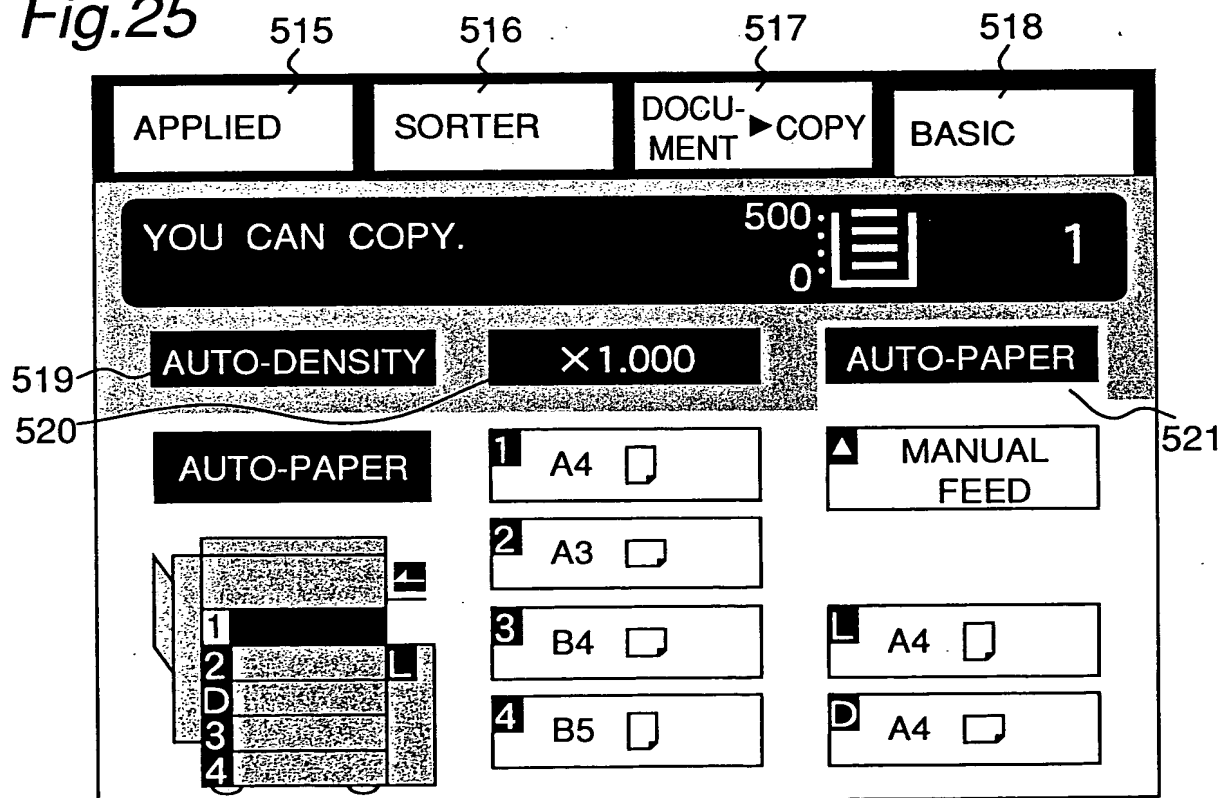 Fig.25
515 516 517 518
APPLIED SORTER DOCU-MENT ▶COPY BASIC
YOU CAN COPY. 500 0 1
519 AUTO-DENSITY ×1.000 AUTO-PAPER
520 521
AUTO-PAPER 1 A4 ▲ MANUAL
FEED
2 A3
1 3 B4 L A4
2 L
D
3 4 B5 D A4
4